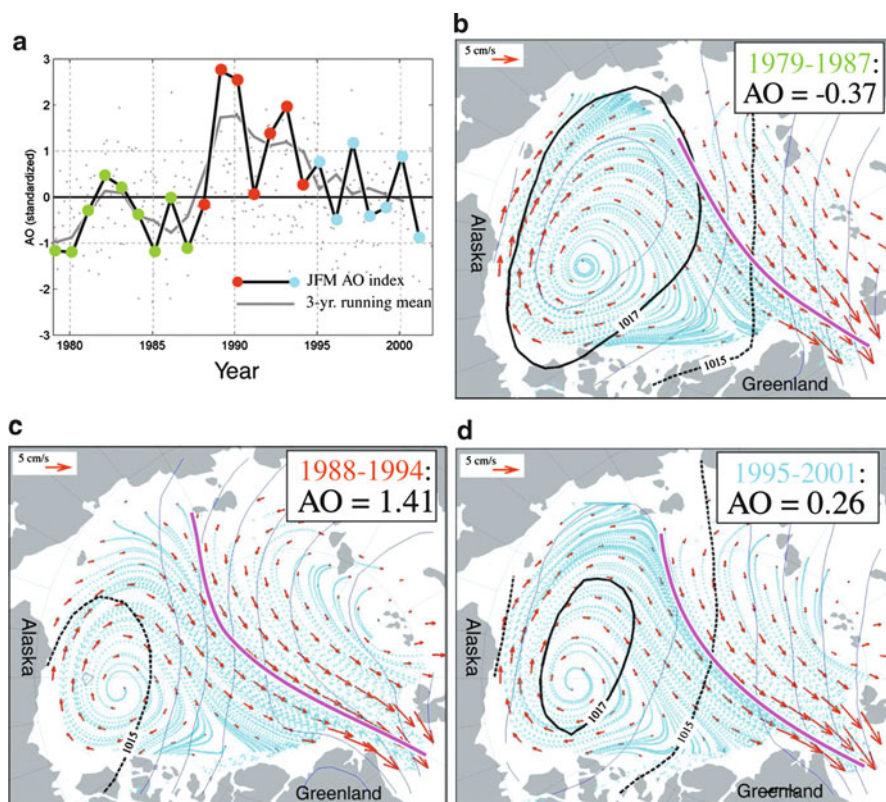 a
3
2
1
0
-1
-2
-3
AO (standardized)
JFM AO index
3-yr. running mean
1980
1985
1990
1995
2000
Year
b
5 cm/s
1979-1987:
AO = -0.37
Alaska
1017
1015
Greenland
c
5 cm/s
1988-1994:
AO = 1.41
Alaska
1015
Greenland
d
5 cm/s
1995-2001:
AO = 0.26
Alaska
1017
1015
Greenland